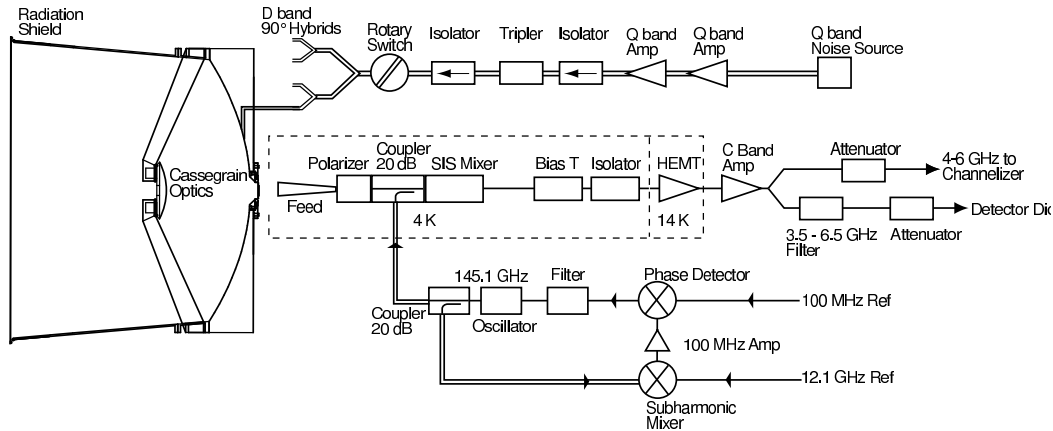 Radiation
Shield
D band
90° Hybrids
Rotary
Switch
Isolator
Tripler
Isolator
Q band
Amp
Q band
Amp
Q band
Noise Source
Cassegrain
Optics
Feed
Polarizer
Coupler
20 dB
SIS Mixer
4 K
Bias T
Isolator
HEMT
14 K
C Band
Amp
Attenuator
4-6 GHz to
Channelizer
3.5 - 6.5 GHz
Filter
Attenuator
Detector Dio
Coupler
20 dB
145.1 GHz
Oscillator
Filter
Phase Detector
100 MHz Ref
100 MHz Amp
12.1 GHz Ref
Subharmonic
Mixer